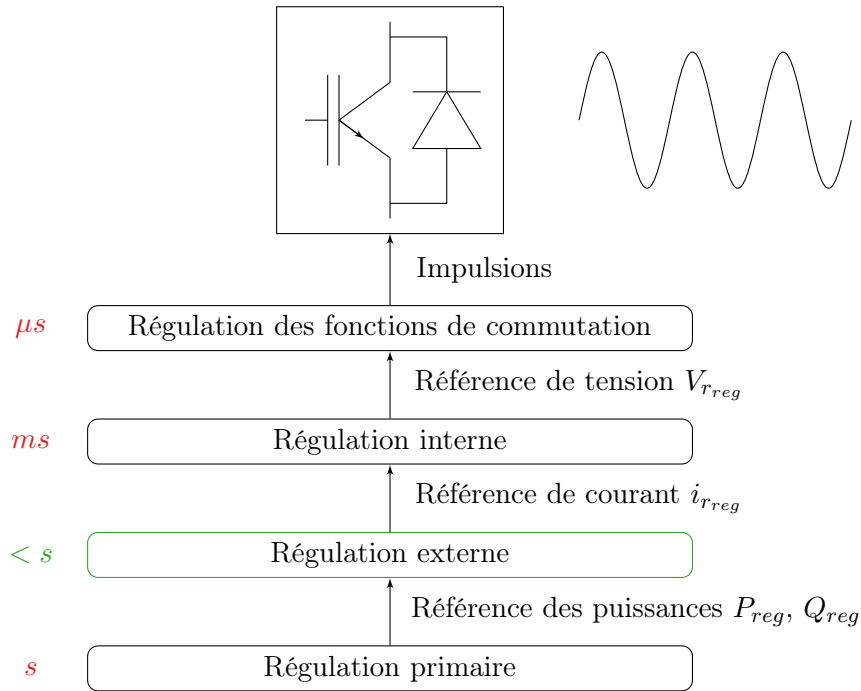 Impulsions
μs Régulation des fonctions de commutation
Référence de tension V_{r_{reg}}
ms Régulation interne
Référence de courant i_{r_{reg}}
< s Régulation externe
Référence des puissances P_{reg}, Q_{reg}
s Régulation primaire